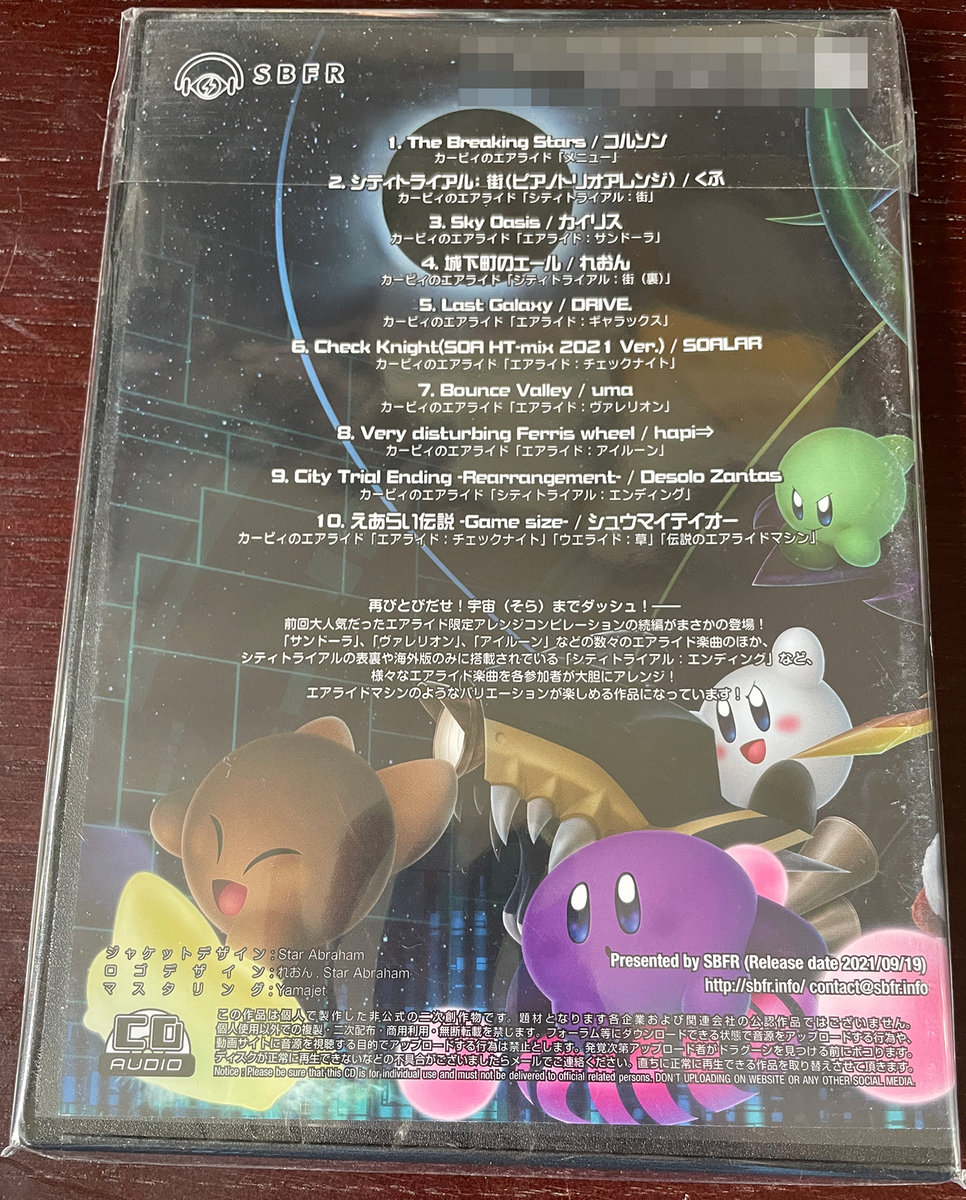 SBFR
1. The Breaking Stars / コルソン
カービィのエアライド「メニュー」
2. シティトライアル: 街(ピアノトリオアレンジ) / くふ
カービィのエアライド「シティトライアル：街」
3. Sky Oasis / カイリス
カービィのエアライド「エアライド：サンドーラ」
4. 城下町のエール / れおん
カービィのエアライド「シティトライアル：街（裏）」
5. Last Galaxy / DRIVE.
カービィのエアライド「エアライド：ギャラックス」
6. Check Knight(SOA HT-mix 2021 Ver.) / SOALAR
カービィのエアライド「エアライド：チェックナイト」
7. Bounce Valley / uma
カービィのエアライド「エアライド：ヴァレリオン」
8. Very disturbing Ferris wheel / hapi⇒
カービィのエアライド「エアライド：アイルーン」
9. City Trial Ending -Rearrangement- / Desolo Zantas
カービィのエアライド「シティトライアル：エンディング」
10. えあらい伝説 -Game size- / シュウマイテイオー
カービィのエアライド「エアライド：チェックナイト」「ウエライド：草」「伝説のエアライドマシン」
再びとびだせ！宇宙（そら）までダッシュ！――
前回大人気だったエアライド限定アレンジコンピレーションの続編がまさかの登場！
「サンドーラ」、「ヴァレリオン」、「アイルーン」などの数々のエアライド楽曲のほか、
シティトライアルの表裏や海外版のみに搭載されている「シティトライアル：エンディング」など、
様々なエアライド楽曲を各参加者が大胆にアレンジ！
エアライドマシンのようなバリエーションが楽しめる作品になっています！
ジャケットデザイン：Star Abraham
ロゴデザイン：れおん . Star Abraham
マスタリング：Yamajet
Presented by SBFR (Release date 2021/09/19)
http://sbfr.info/ contact@sbfr.info
CD
AUDIO
この作品は個人で製作した非公式の二次創作物です。題材となります各企業および関連会社の公認作品ではございません。
個人使用以外での複製・二次配布・商用利用・無断転載を禁じます。フォーラム等にダウンロードできる状態で音源をアップロードする行為や、
動画サイトに音源を視聴する目的でアップロードする行為は禁止とします。発覚次第アップロード者がドラグーンを見つける前にボコります。
ディスクが正常に再生できないなどの不具合がございましたらメールでご連絡ください。直ちに正常に再生できる作品を取り替えさせて頂きます。
Notice : Please be sure that this CD is for individual use and must not be delivered to official related persons. DON'T UPLOADING ON WEBSITE OR ANY OTHER SOCIAL MEDIA.